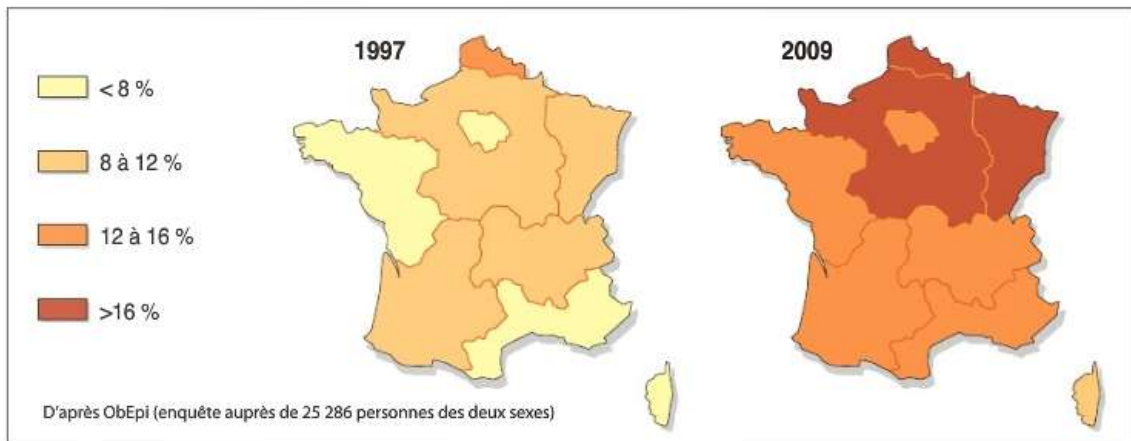 1997
2009
< 8 %
8 à 12 %
12 à 16 %
>16 %
D'après ObEpi (enquête auprès de 25 286 personnes des deux sexes)